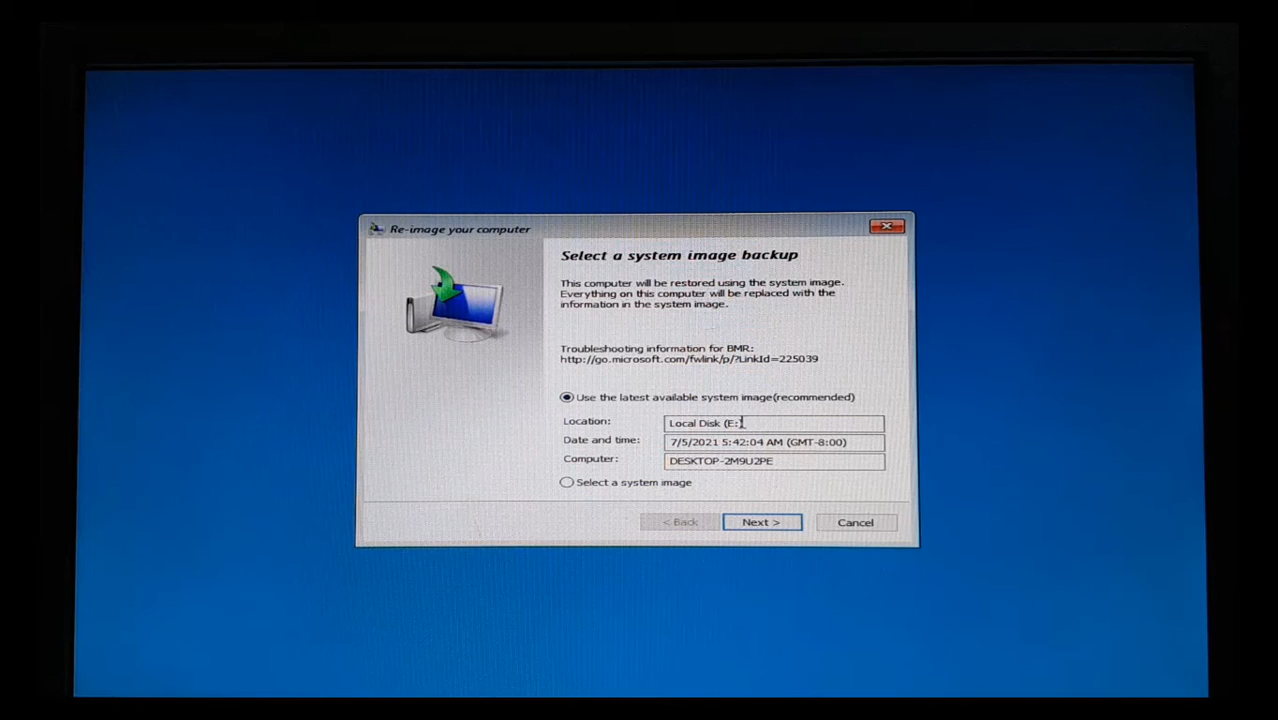 Re-image your computer
Select a system image backup
This computer will be restored using the system image.
Everything on this computer will be replaced with the
information in the system image.
Troubleshooting information for BMR:
http://go.microsoft.com/fwlink/p/?LinkId=225039
Use the latest available system image(recommended)
Location: Local Disk (E:)
Date and time: 7/5/2021 5:42:04 AM (GMT-8:00)
Computer: DESKTOP-2M9U2PE
Select a system image
< Back Next > Cancel